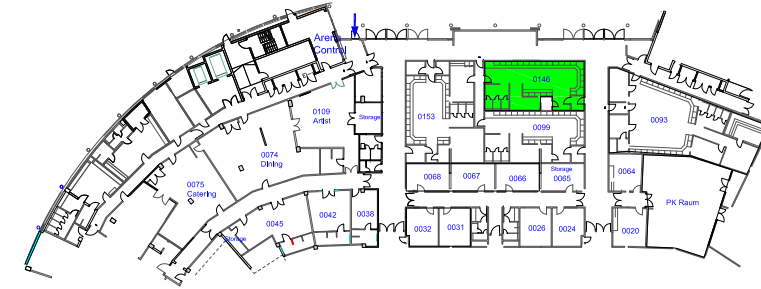 Arena
Control
0146
0109
Artist
Storage
0153
0093
0099
0074
Dining
0075
Catering
0068
0067
0066
Storage
0065
0064
PK Raum
0045
0042
0038
Storage
0032
0031
0026
0024
0020